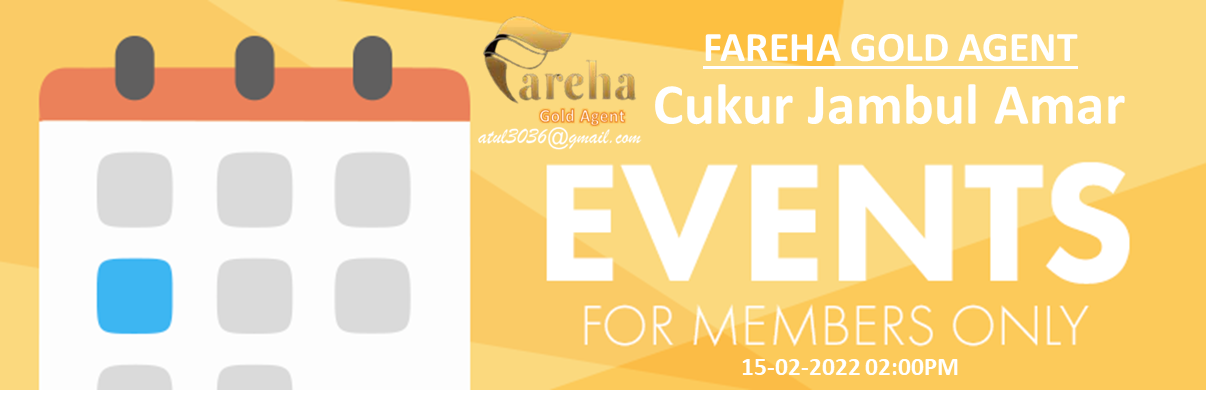 Fareha
Gold Agent
atul3036@gmail.com
FAREHA GOLD AGENT
Cukur Jambul Amar
EVENTS
FOR MEMBERS ONLY
15-02-2022 02:00PM